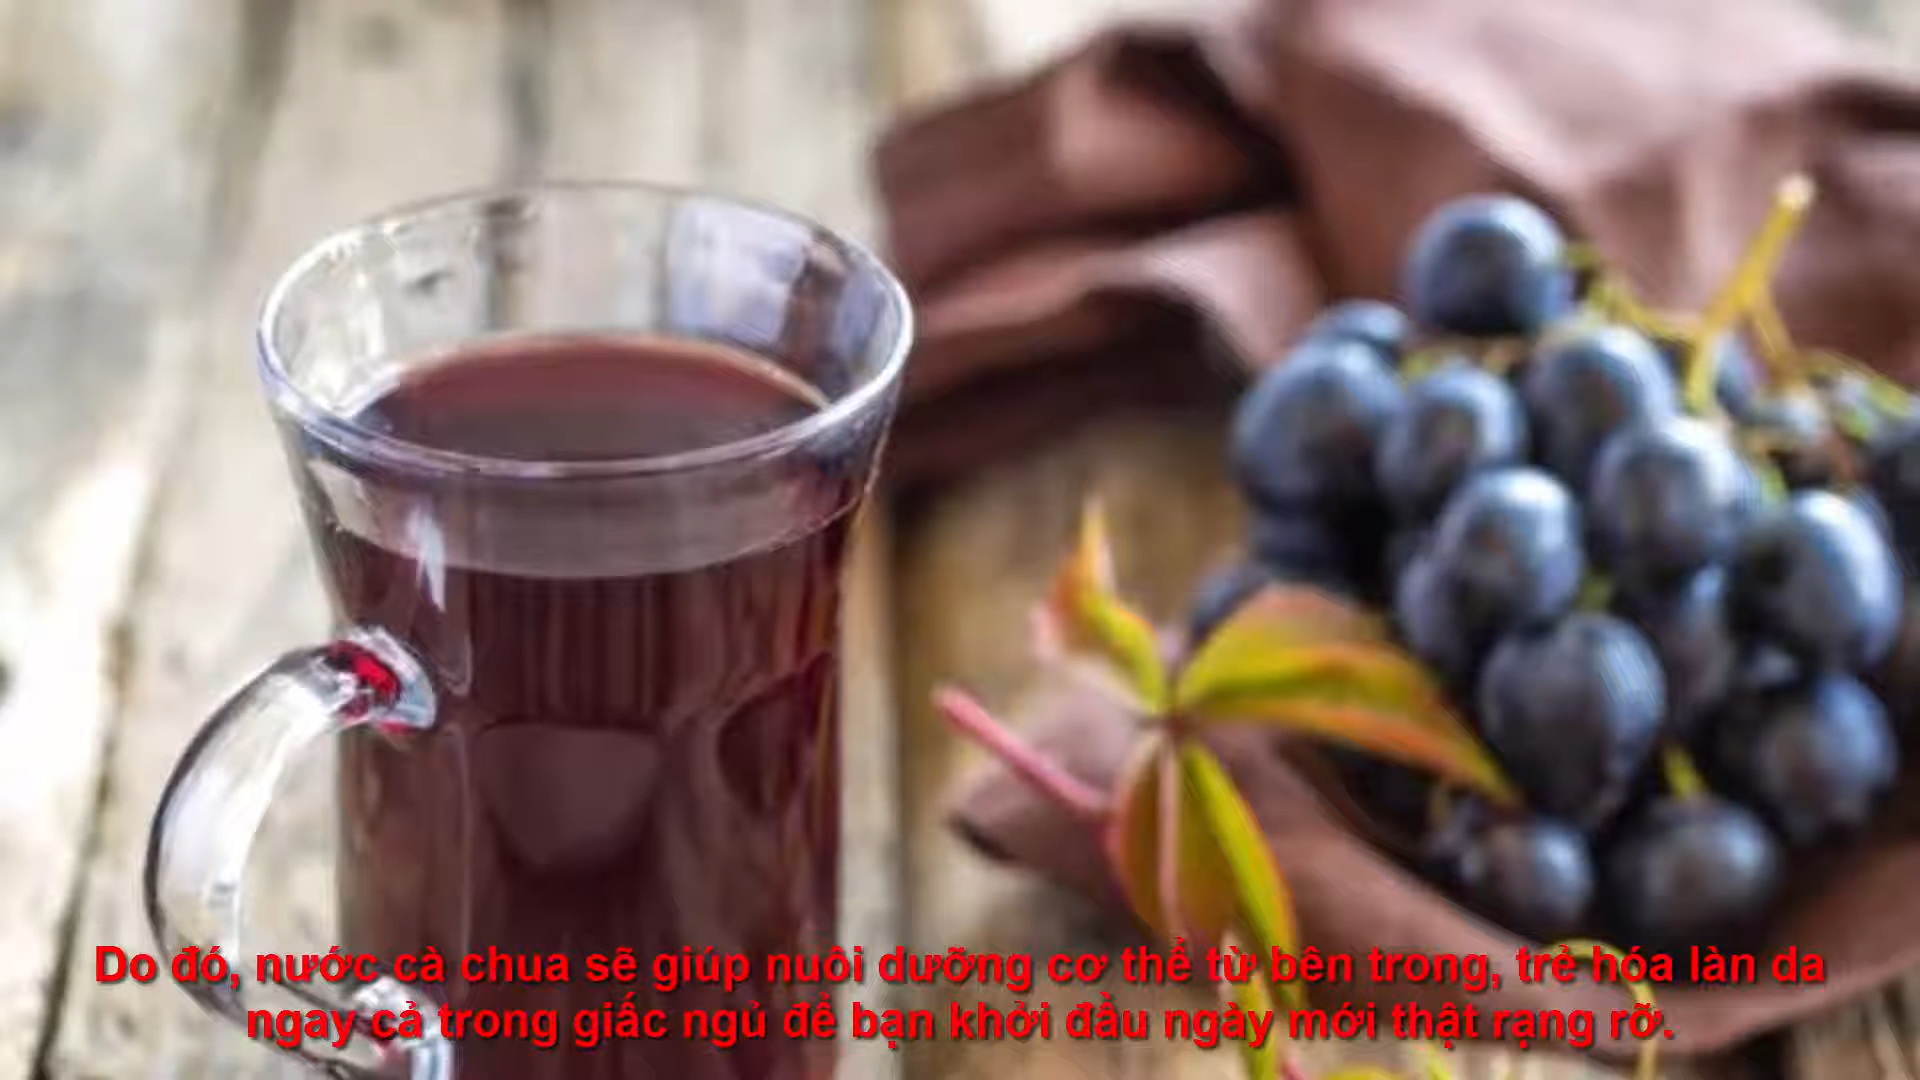 Do đó, nước cà chua sẽ giúp nuôi dưỡng cơ thể từ bên trong, trẻ hóa làn da
ngay cả trong giấc ngủ để bạn khởi đầu ngày mới thật rạng rỡ.